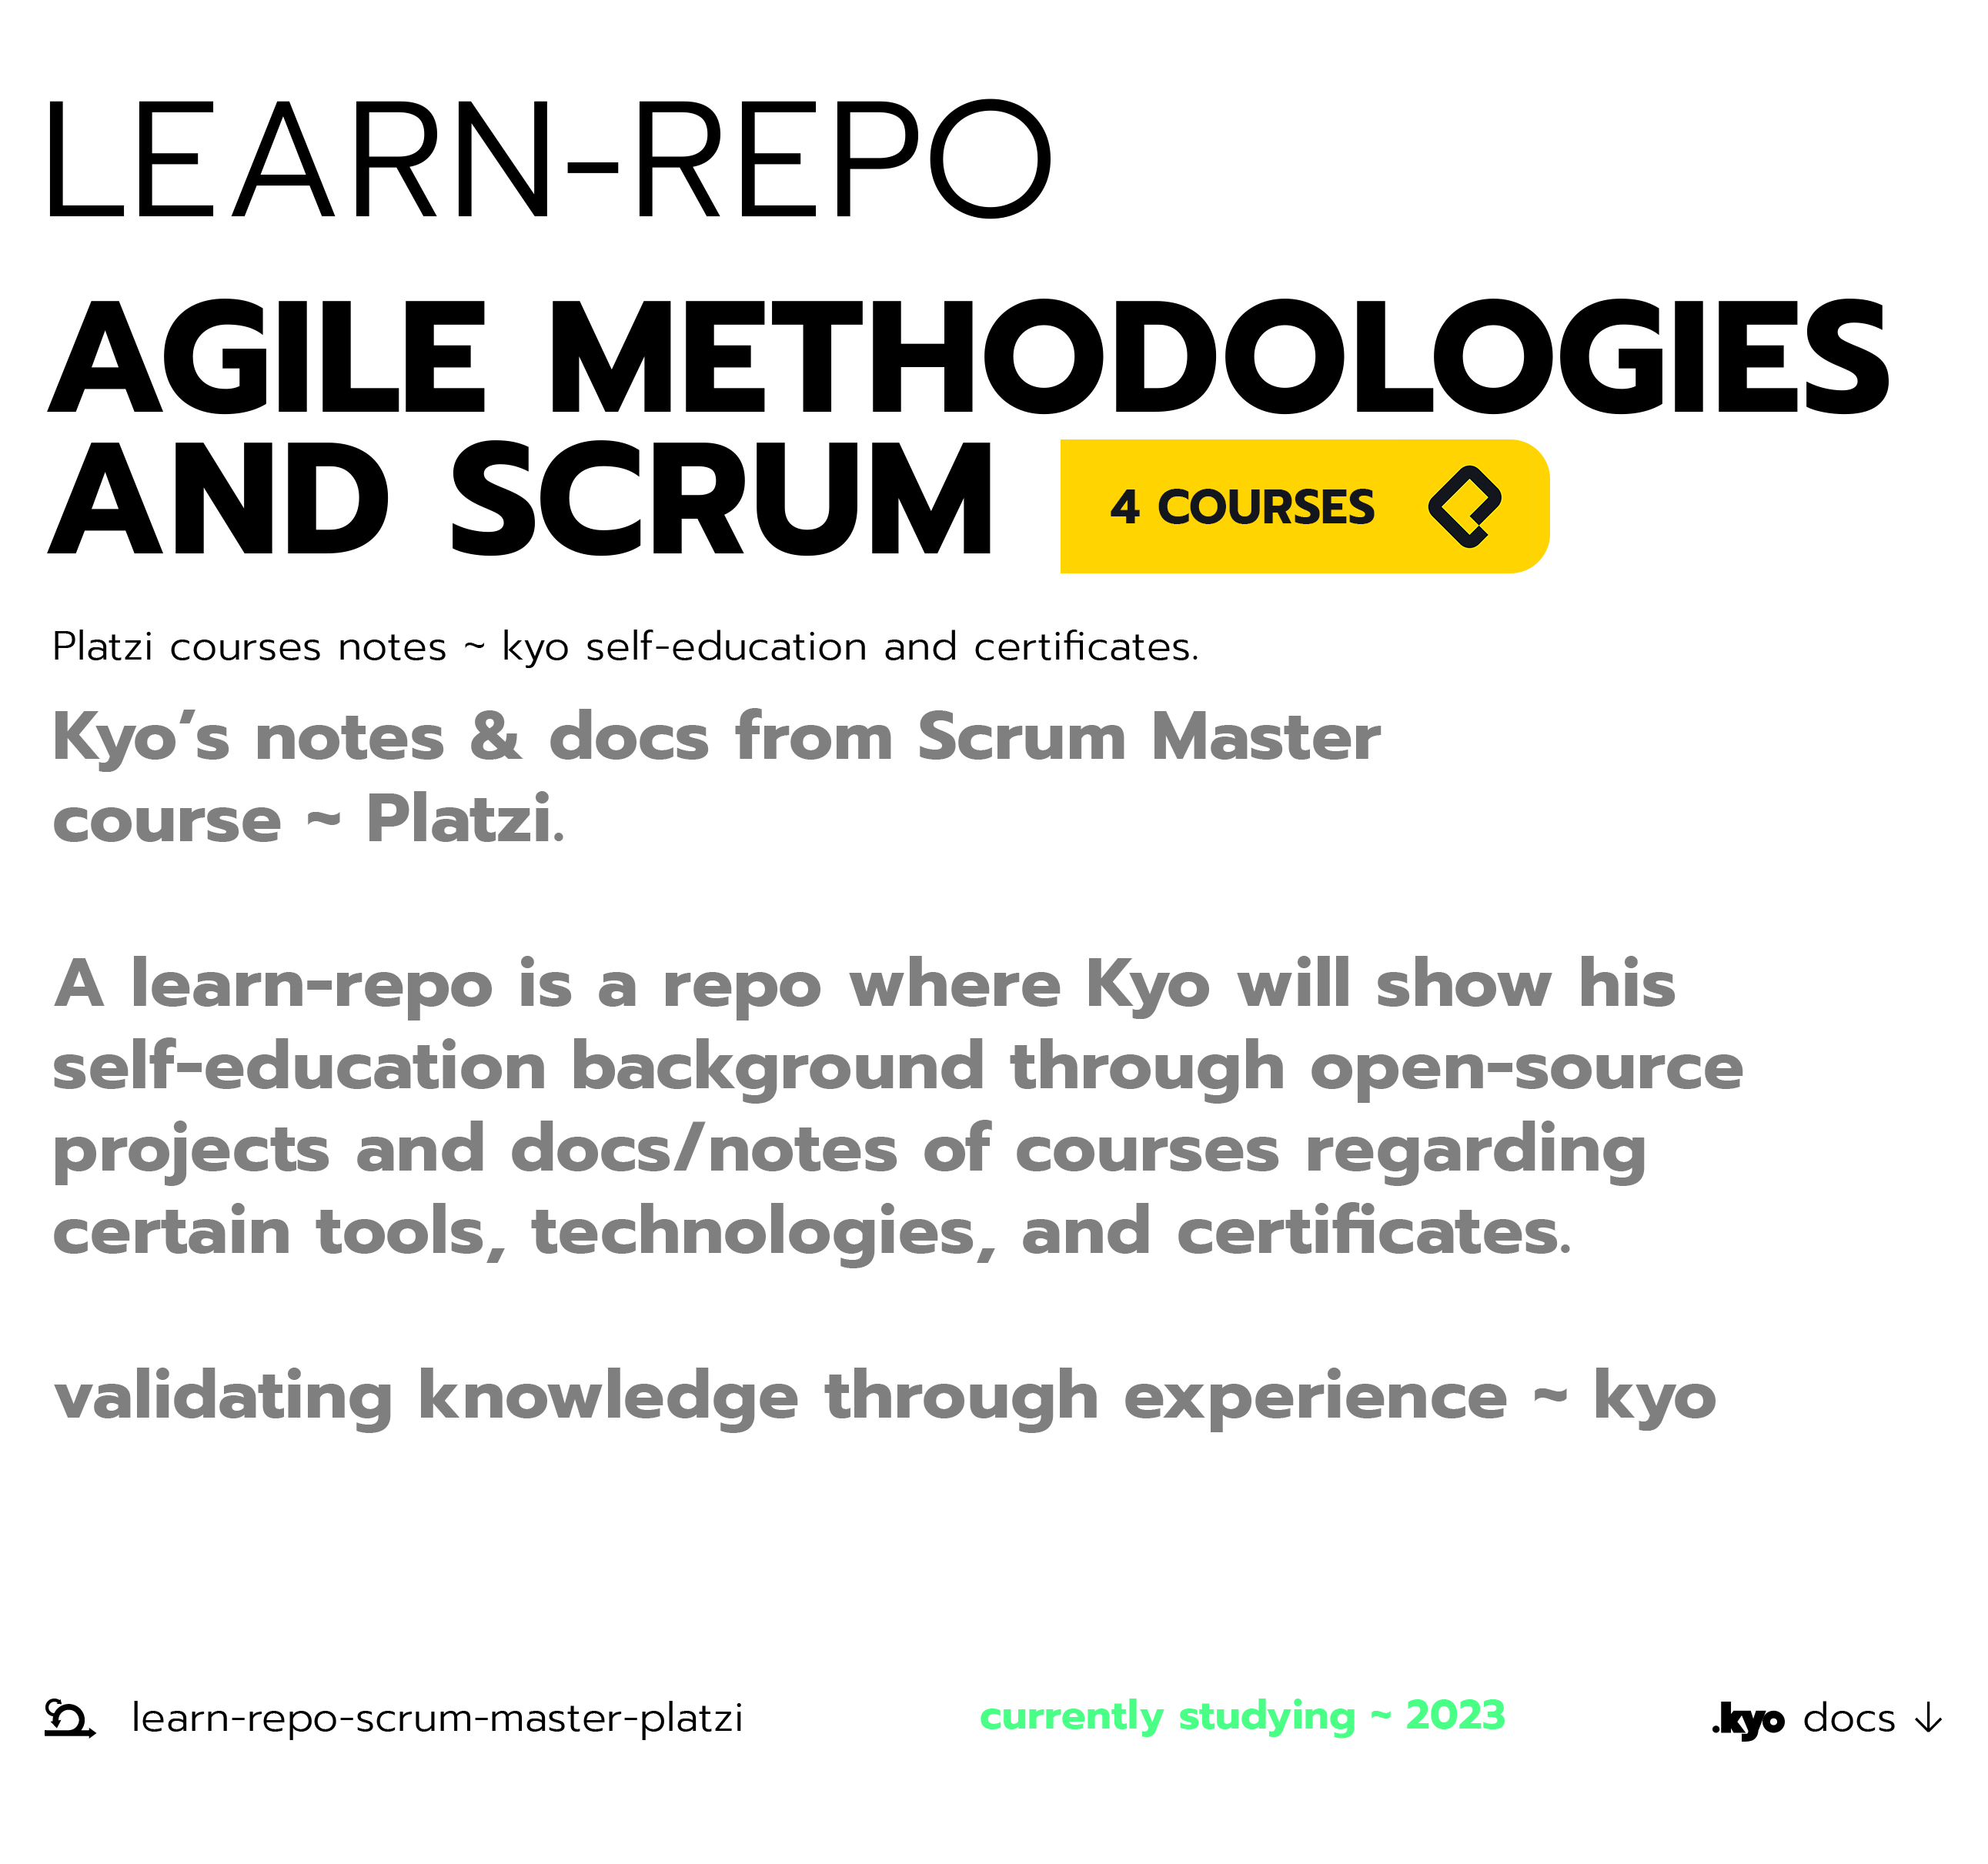 LEARN-REPO
AGILE METHODOLOGIES
AND SCRUM
4 COURSES
Platzi courses notes ~ kyo self-education and certificates.
Kyo's notes & docs from Scrum Master
course ~ Platzi.
A learn-repo is a repo where Kyo will show his
self-education background through open-source
projects and docs/notes of courses regarding
certain tools, technologies, and certificates.
validating knowledge through experience ~ kyo
learn-repo-scrum-master-platzi
currently studying ~ 2023
.kyo docs ↓